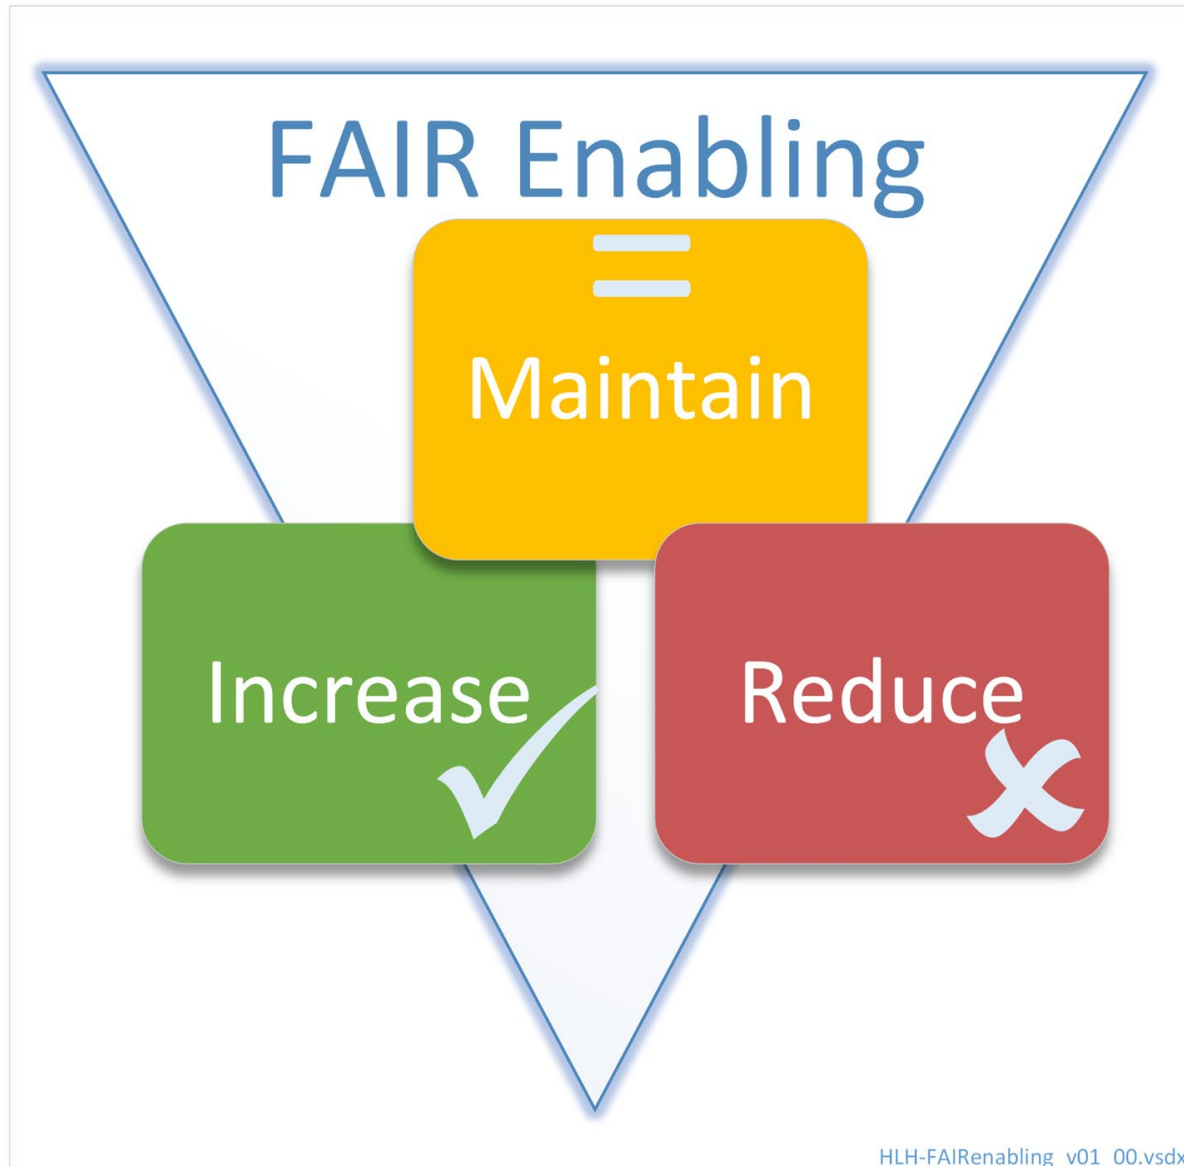 FAIR Enabling
Maintain
Increase
Reduce
HLH-FAIRenabling_v01_00.vsdx